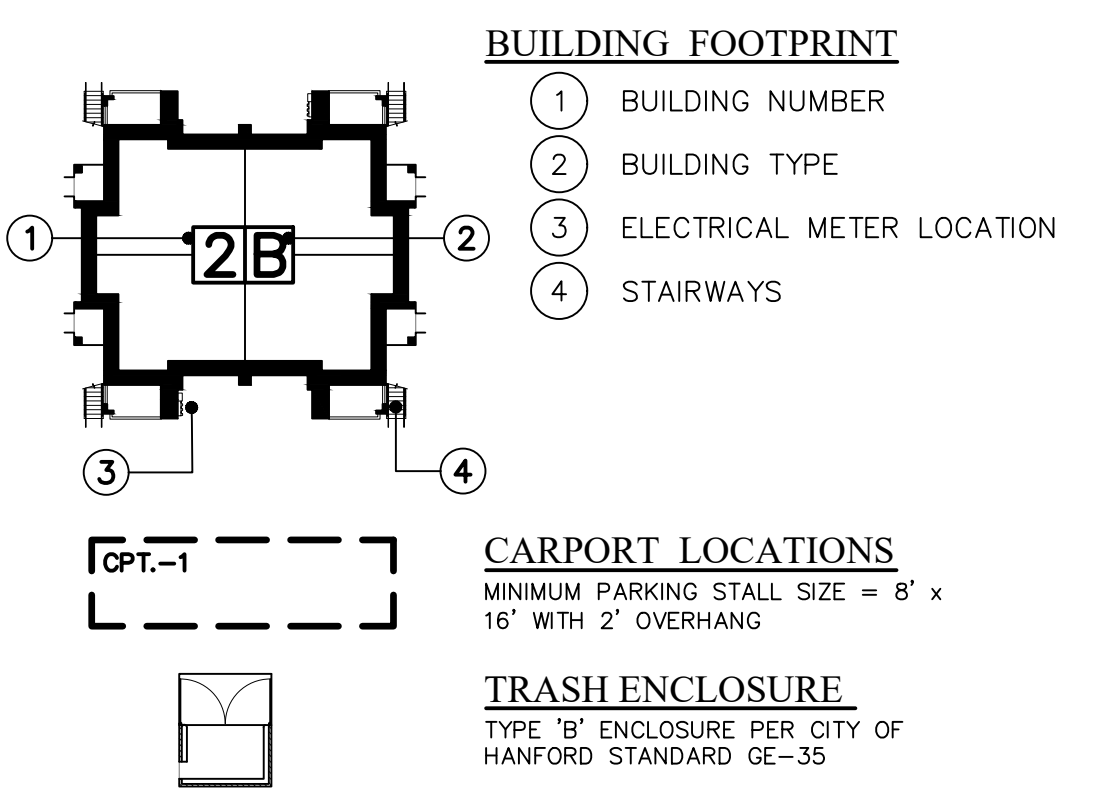 BUILDING FOOTPRINT
1 BUILDING NUMBER
2 BUILDING TYPE
3 ELECTRICAL METER LOCATION
4 STAIRWAYS
1
2B
2
3
4
CPT.-1
CARPORT LOCATIONS
MINIMUM PARKING STALL SIZE = 8' x
16' WITH 2' OVERHANG
TRASH ENCLOSURE
TYPE 'B' ENCLOSURE PER CITY OF
HANFORD STANDARD GE-35